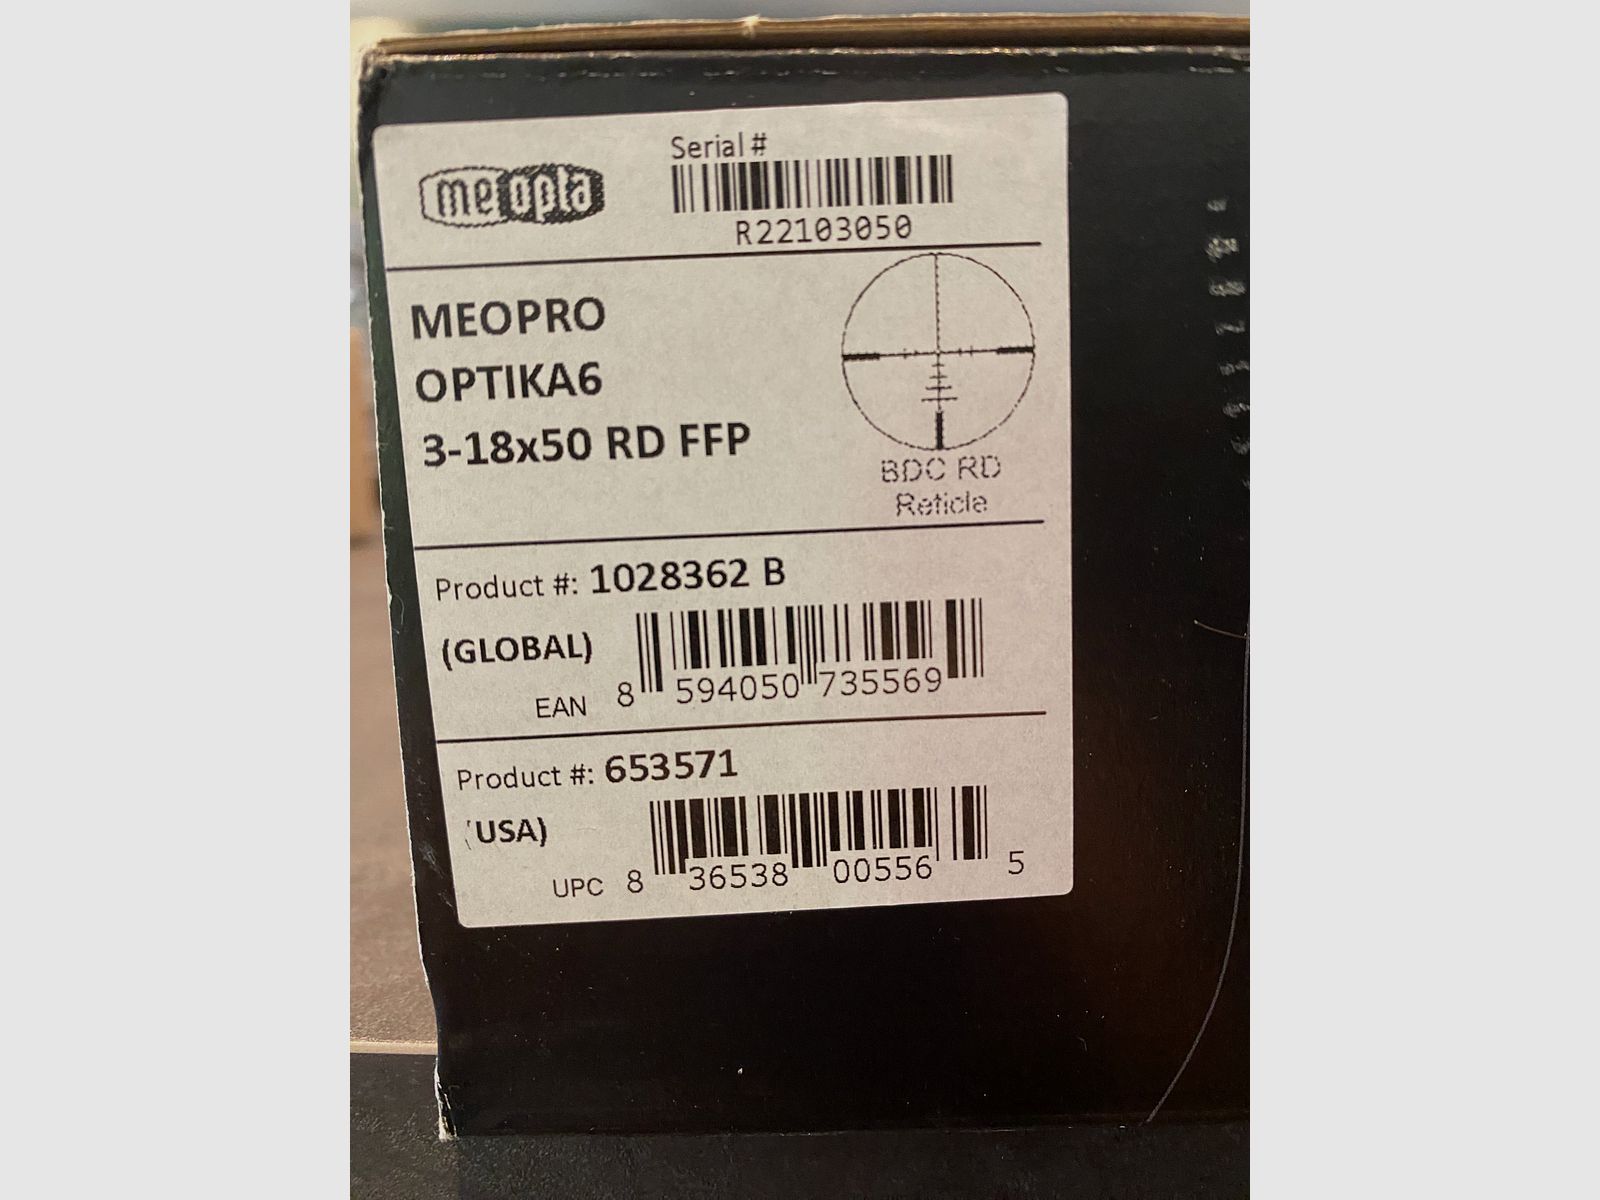 meopta
Serial #
R22103050
MEOPRO
OPTIKA6
3-18x50 RD FFP
BDC RD
Reticle
Product #: 1028362 B
(GLOBAL)
EAN 8 594050 735569
Product #: 653571
(USA)
UPC 8 36538 00556 5